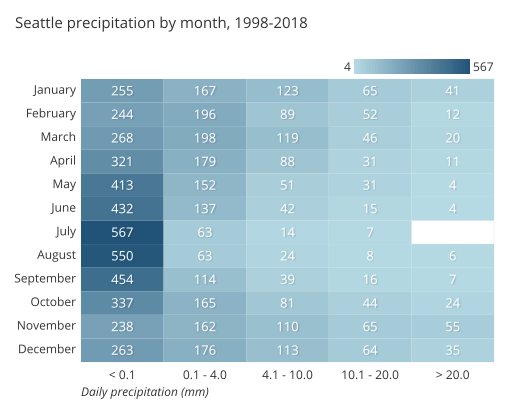 Seattle precipitation by month, 1998-2018
4 567
January 255 167 123 65 41
February 244 196 89 52 12
March 268 198 119 46 20
April 321 179 88 31 11
May 413 152 51 31 4
June 432 137 42 15 4
July 567 63 14 7
August 550 63 24 8 6
September 454 114 39 16 7
October 337 165 81 44 24
November 238 162 110 65 55
December 263 176 113 64 35
< 0.1 0.1 - 4.0 4.1 - 10.0 10.1 - 20.0 > 20.0
Daily precipitation (mm)